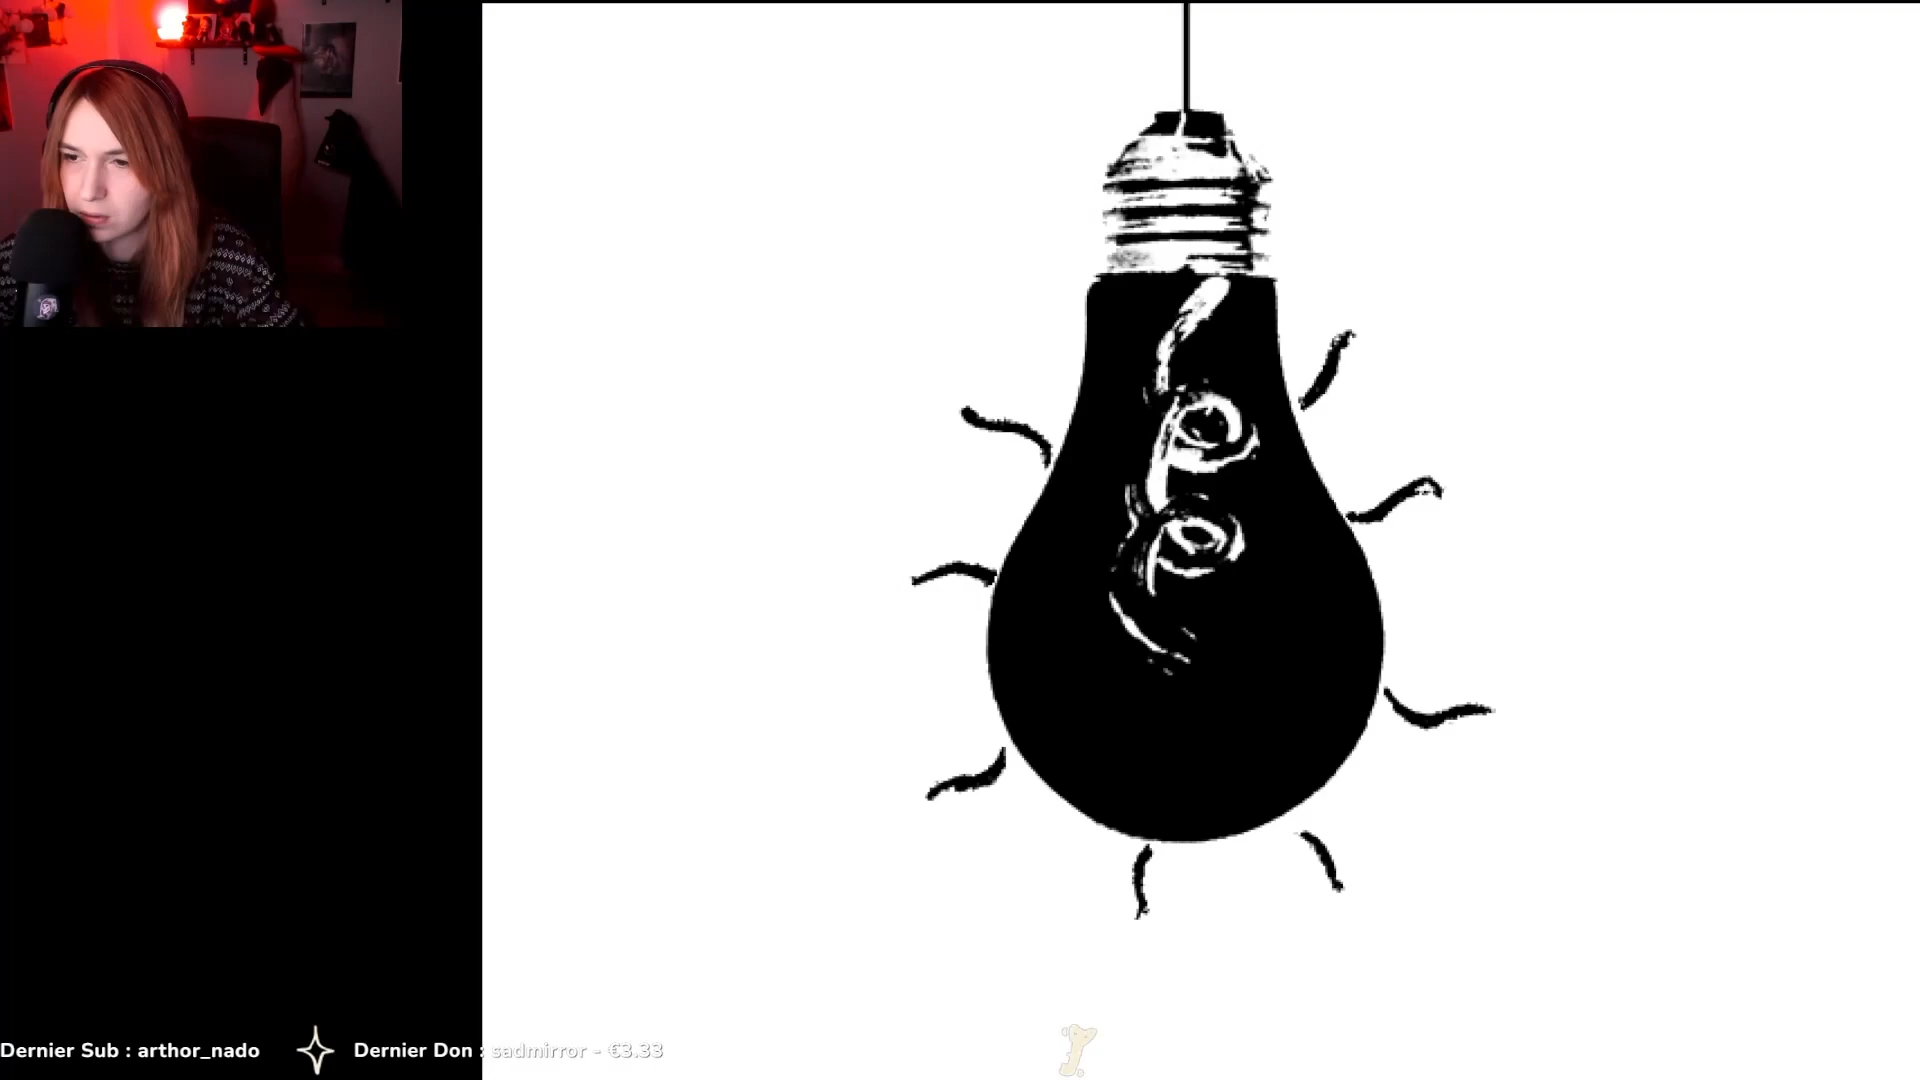 Dernier Sub : arthor_nado Dernier Don : sadmirror - €3.33